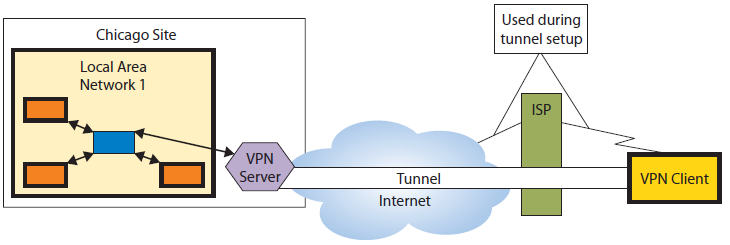 Chicago Site
Local Area
Network 1
VPN
Server
Used during
tunnel setup
ISP
Tunnel
Internet
VPN Client